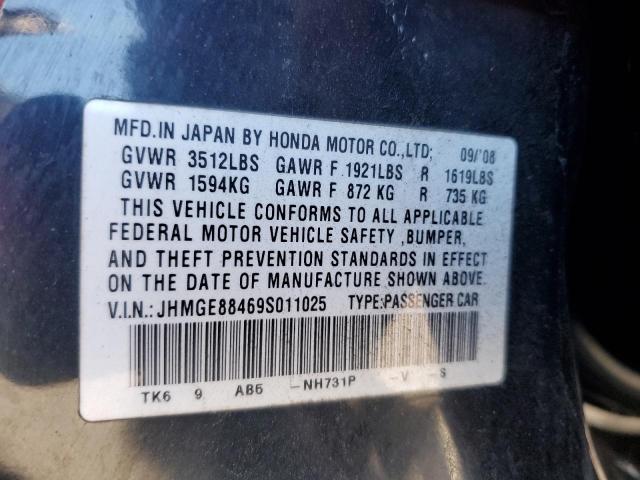 MFD.IN JAPAN BY HONDA MOTOR CO.,LTD; 09/'08
GVWR 3512LBS GAWR F 1921LBS R 1619LBS
GVWR 1594KG GAWR F 872 KG R 735 KG
THIS VEHICLE CONFORMS TO ALL APPLICABLE
FEDERAL MOTOR VEHICLE SAFETY ,BUMPER,
AND THEFT PREVENTION STANDARDS IN EFFECT
ON THE DATE OF MANUFACTURE SHOWN ABOVE.
V.I.N.: JHMGE88469S011025 TYPE:PASSENGER CAR
TK6 9 AB5 -NH731P -V -S